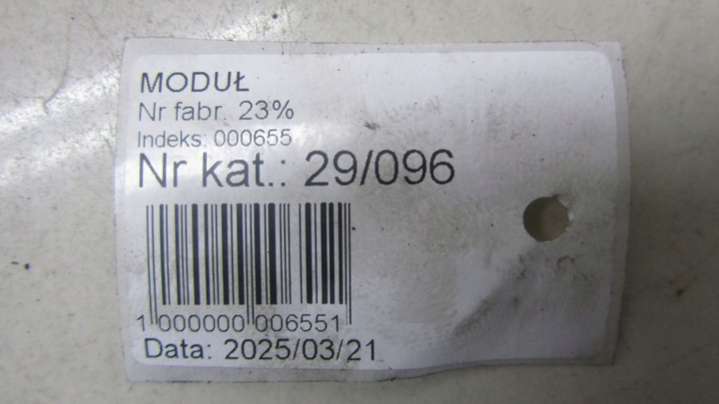 MODUŁ
Nr fabr. 23%
Indeks: 000655
Nr kat.: 29/096
1 000000 006551
Data: 2025/03/21